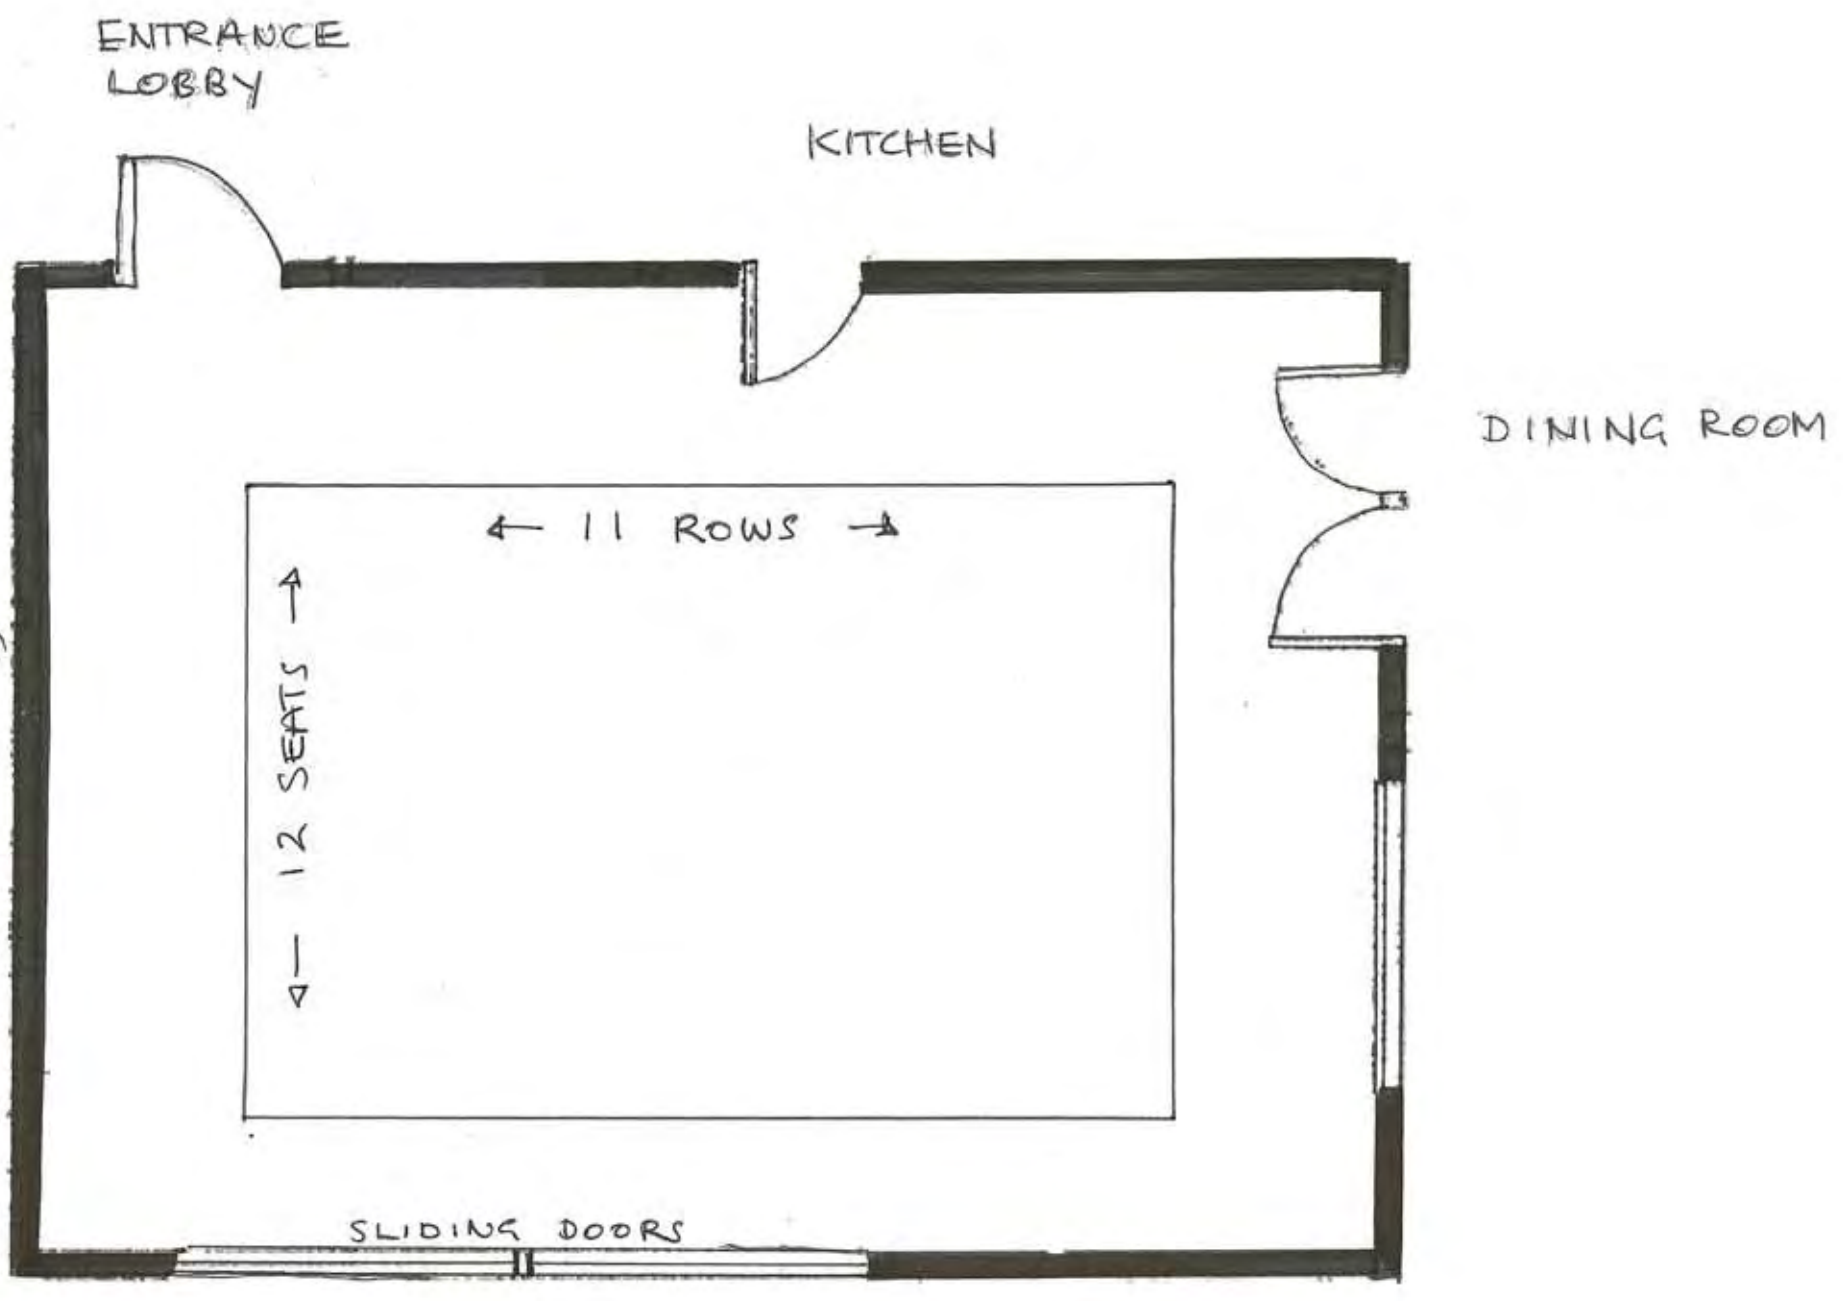 ENTRANCE
LOBBY
KITCHEN
DINING ROOM
← 11 ROWS →
← 12 SEATS →
SLIDING DOORS